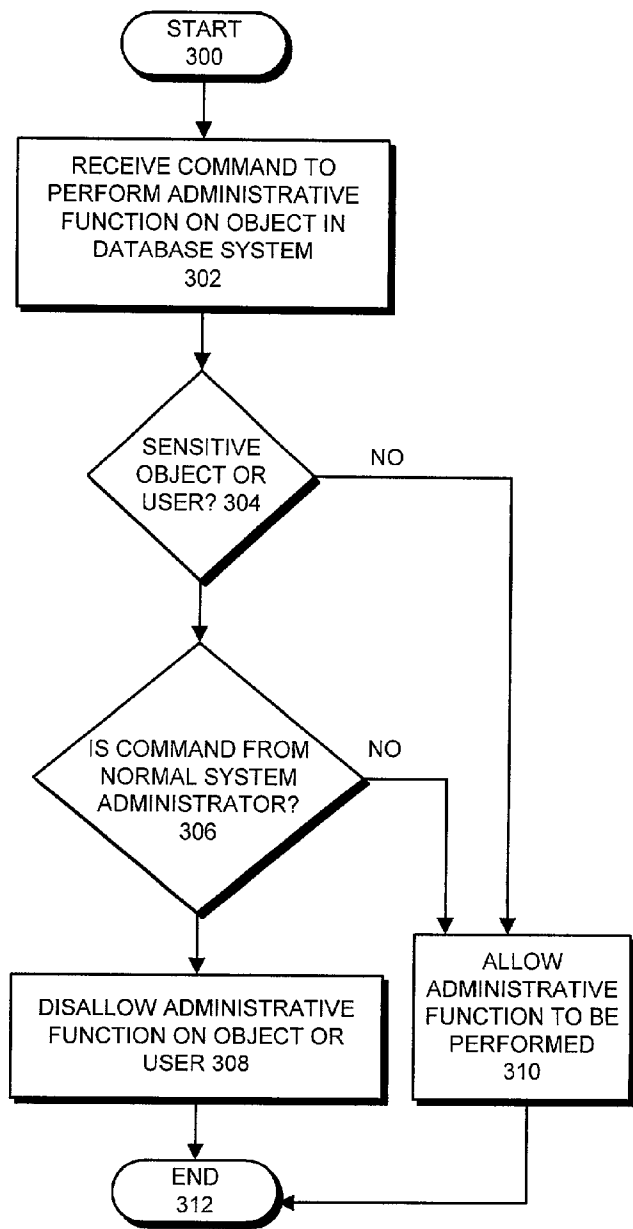 START
300
RECEIVE COMMAND TO
PERFORM ADMINISTRATIVE
FUNCTION ON OBJECT IN
DATABASE SYSTEM
302
SENSITIVE
OBJECT OR
USER? 304
NO
IS COMMAND FROM
NORMAL SYSTEM
ADMINISTRATOR?
306
NO
DISALLOW ADMINISTRATIVE
FUNCTION ON OBJECT OR
USER 308
ALLOW
ADMINISTRATIVE
FUNCTION TO BE
PERFORMED
310
END
312